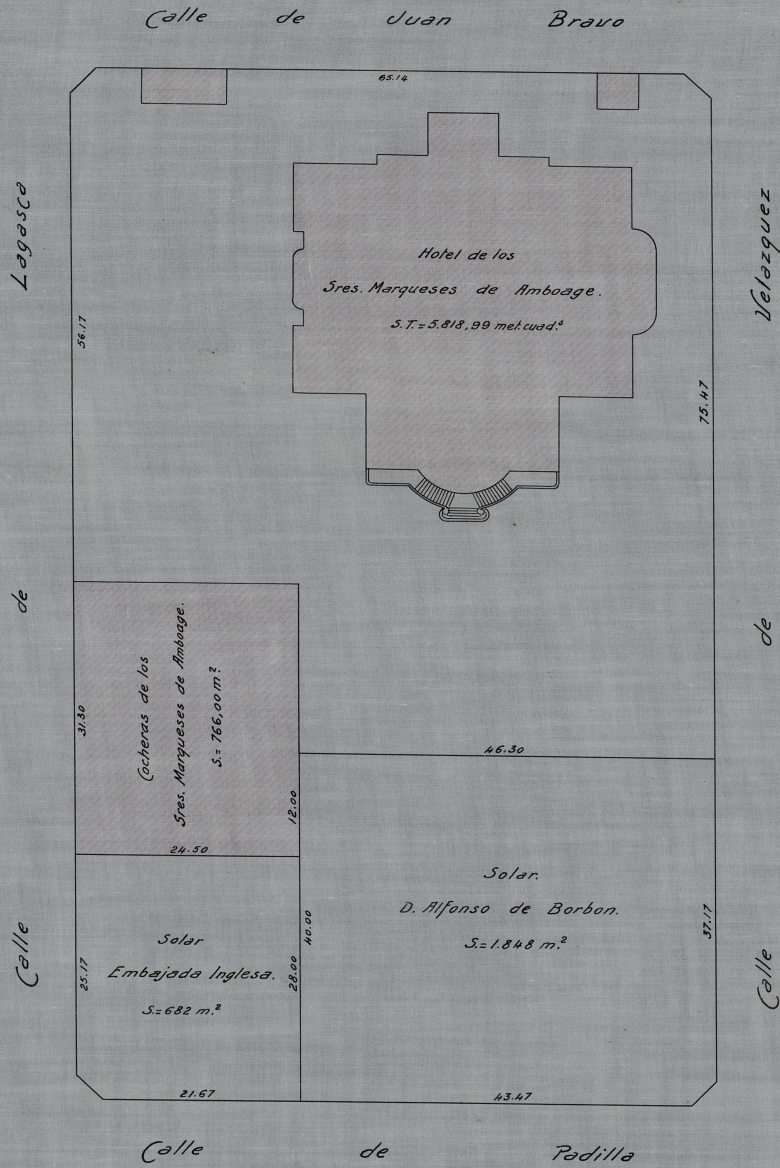 Calle de Juan Bravo
65.14
Calle de Lagasca
56.17
Hotel de los
Sres. Marqueses de Amboage.
S.T.=5.818,99 met.cuad.s
Calle de Velazquez
75.47
Cocheras de los
Sres. Marqueses de Amboage.
S.=766,00 m.2
31.30
12.00
24.50
46.30
Solar.
D. Alfonso de Borbon.
S.=1.848 m.2
40.00
37.17
Solar
Embajada Inglesa.
S.=682 m.2
25.17
28.00
21.67
43.47
Calle de Padilla